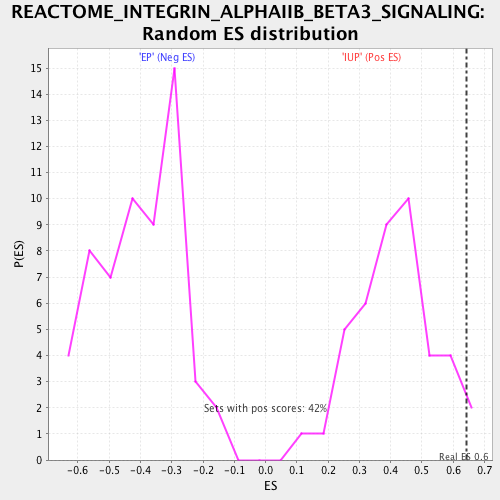 REACTOME_INTEGRIN_ALPHAIIB_BETA3_SIGNALING:
Random ES distribution
'EP' (Neg ES) 'IUP' (Pos ES)
15
14
13
12
11
10
9
8
7
6
5
4
3
2
1
0
P(ES)
Sets with pos scores: 42%
Real ES 0.6
-0.6 -0.5 -0.4 -0.3 -0.2 -0.1 0.0 0.1 0.2 0.3 0.4 0.5 0.6 0.7
ES